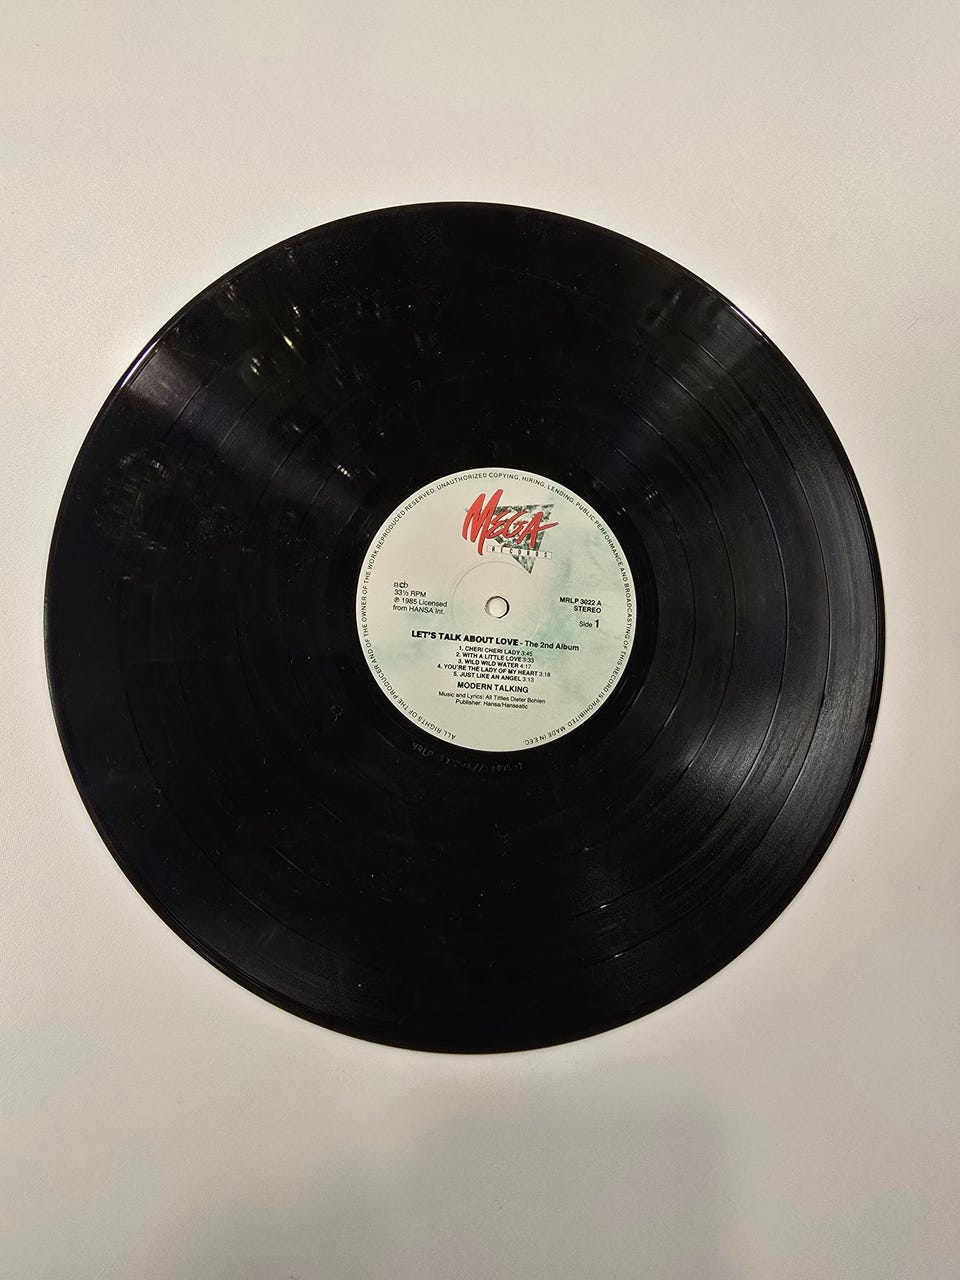 ALL RIGHTS OF THE PRODUCER AND OF THE OWNER OF THE WORK REPRODUCED RESERVED. UNAUTHORIZED COPYING, HIRING, LENDING, PUBLIC PERFORMANCE AND BROADCASTING OF THIS RECORD IS PROHIBITED. MADE IN EEC.
MEGA
RECORDS
ncb
33⅓ RPM
℗ 1985 Licensed
from HANSA Int.
MRLP 3022 A
STEREO
Side 1
LET'S TALK ABOUT LOVE - The 2nd Album
1. CHERI CHERI LADY 3:45
2. WITH A LITTLE LOVE 3:33
3. WILD WILD WATER 4:17
4. YOU'RE THE LADY OF MY HEART 3:18
5. JUST LIKE AN ANGEL 3:13
MODERN TALKING
Music and Lyrics: All Tittles Dieter Bohlen
Publisher: Hansa/Hanseatic
MRLP